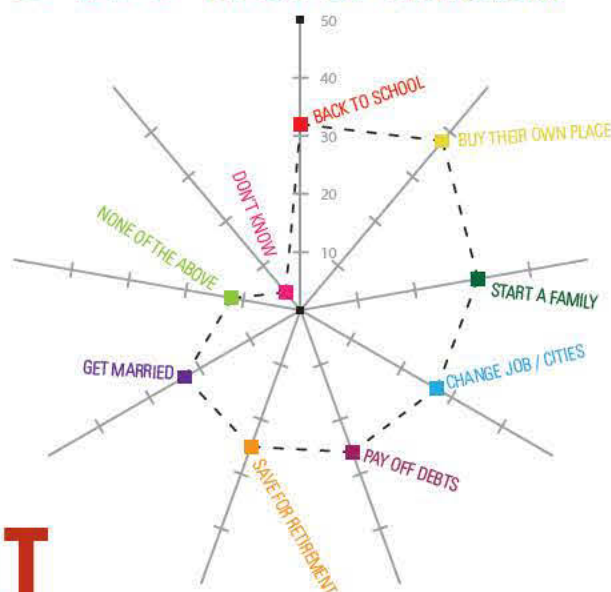 50
40
BACK TO SCHOOL
30
BUY THEIR OWN PLACE
20
DON'T KNOW
NONE OF THE ABOVE
10
START A FAMILY
GET MARRIED
CHANGE JOB / CITIES
PAY OFF DEBTS
SAVE FOR RETIREMENT
T